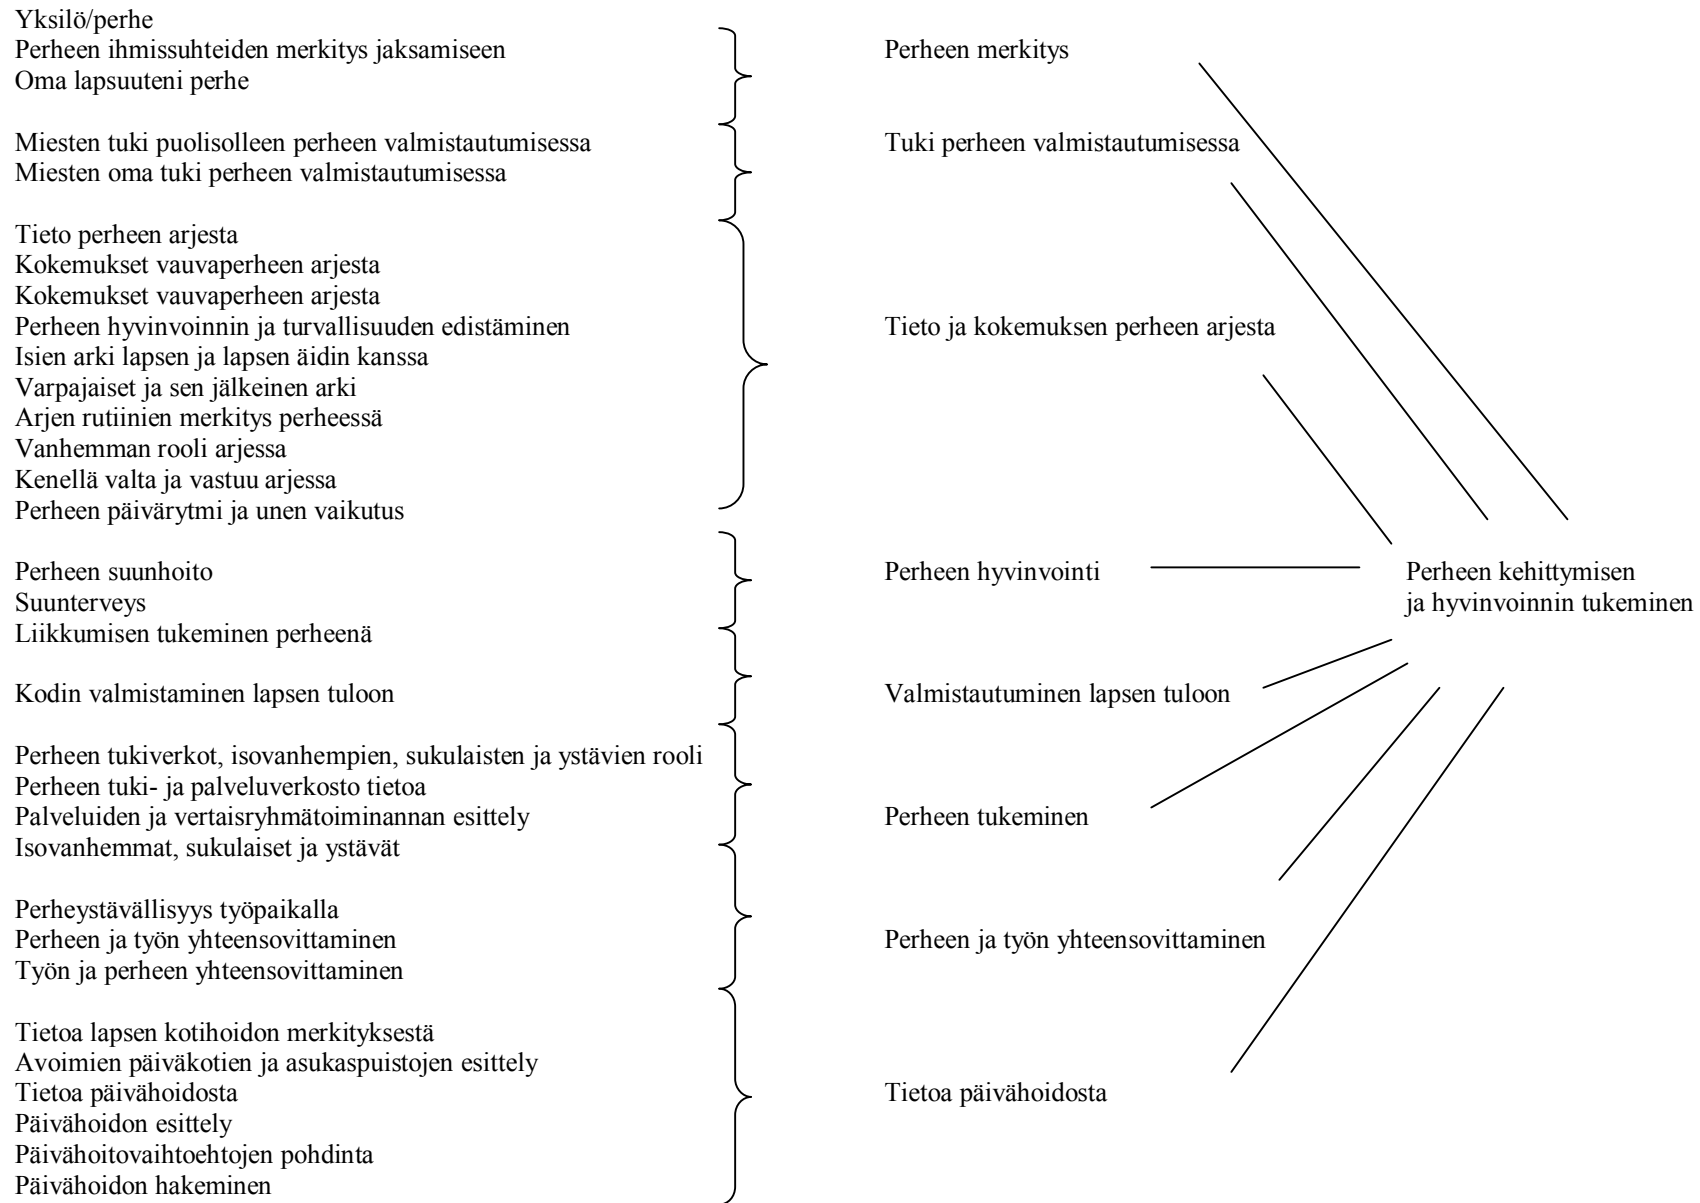 Yksilö/perhe
Perheen ihmissuhteiden merkitys jaksamiseen
Oma lapsuuteni perhe
Perheen merkitys
Miesten tuki puolisolleen perheen valmistautumisessa
Miesten oma tuki perheen valmistautumisessa
Tuki perheen valmistautumisessa
Tieto perheen arjesta
Kokemukset vauvaperheen arjesta
Kokemukset vauvaperheen arjesta
Perheen hyvinvoinnin ja turvallisuuden edistäminen
Isien arki lapsen ja lapsen äidin kanssa
Varpajaiset ja sen jälkeinen arki
Arjen rutiinien merkitys perheessä
Vanhemman rooli arjessa
Kenellä valta ja vastuu arjessa
Perheen päivärytmi ja unen vaikutus
Tieto ja kokemuksen perheen arjesta
Perheen suunhoito
Suunterveys
Liikkumisen tukeminen perheenä
Perheen hyvinvointi
Kodin valmistaminen lapsen tuloon
Valmistautuminen lapsen tuloon
Perheen tukiverkot, isovanhempien, sukulaisten ja ystävien rooli
Perheen tuki- ja palveluverkosto tietoa
Palveluiden ja vertaisryhmätoiminannan esittely
Isovanhemmat, sukulaiset ja ystävät
Perheen tukeminen
Perheystävällisyys työpaikalla
Perheen ja työn yhteensovittaminen
Työn ja perheen yhteensovittaminen
Perheen ja työn yhteensovittaminen
Tietoa lapsen kotihoidon merkityksestä
Avoimien päiväkotien ja asukaspuistojen esittely
Tietoa päivähoidosta
Päivähoidon esittely
Päivähoitovaihtoehtojen pohdinta
Päivähoidon hakeminen
Tietoa päivähoidosta
Perheen kehittymisen
ja hyvinvoinnin tukeminen